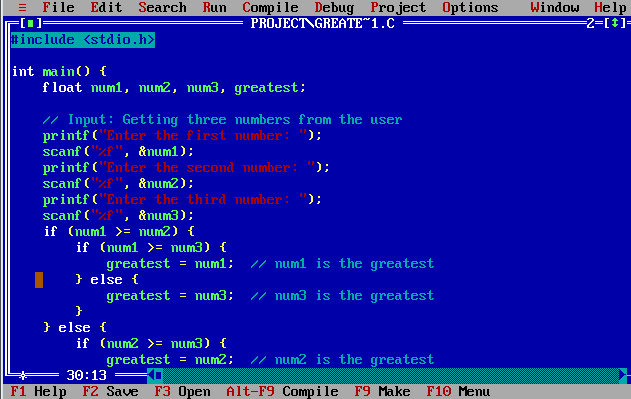 ≡ File Edit Search Run Compile Debug Project Options Window Help
[■] PROJECT\GREATE~1.C 2=[↕]
#include <stdio.h>
int main() {
float num1, num2, num3, greatest;
// Input: Getting three numbers from the user
printf("Enter the first number: ");
scanf("%f", &num1);
printf("Enter the second number: ");
scanf("%f", &num2);
printf("Enter the third number: ");
scanf("%f", &num3);
if (num1 >= num2) {
if (num1 >= num3) {
greatest = num1;  // num1 is the greatest
} else {
greatest = num3;  // num3 is the greatest
}
} else {
if (num2 >= num3) {
greatest = num2;  // num2 is the greatest
30:13
F1 Help F2 Save F3 Open Alt-F9 Compile F9 Make F10 Menu